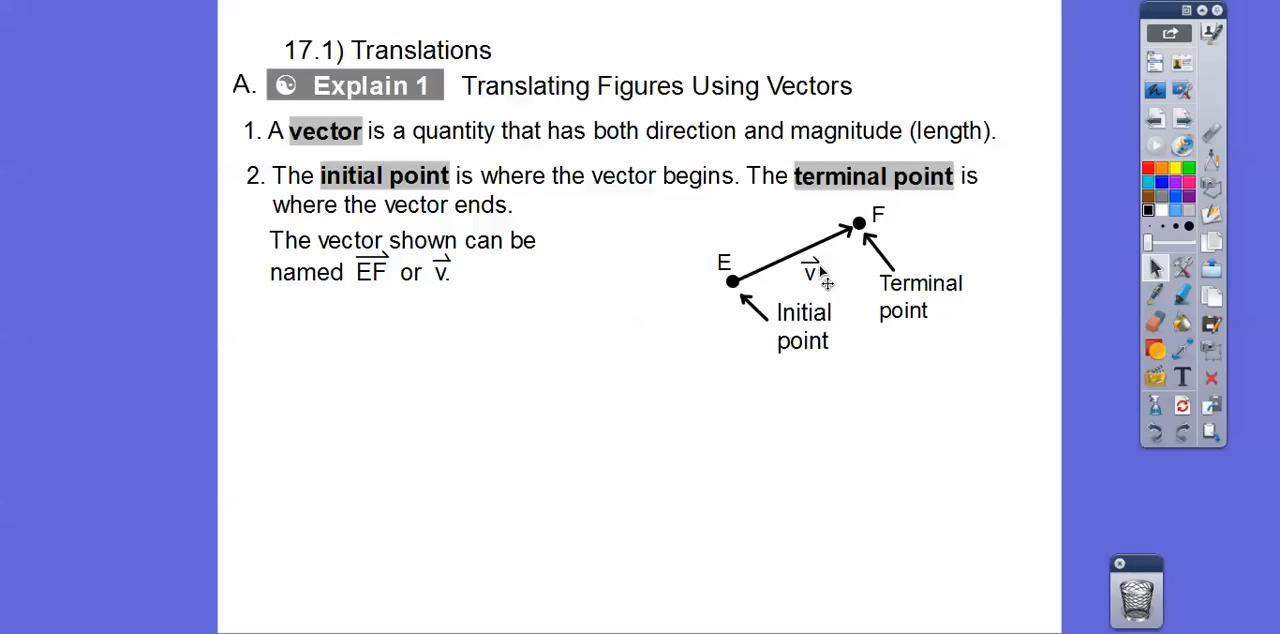 17.1) Translations
A. Explain 1 Translating Figures Using Vectors
1. A vector is a quantity that has both direction and magnitude (length).
2. The initial point is where the vector begins. The terminal point is
where the vector ends.
The vector shown can be
named EF or v.
F
E
v
Terminal
point
Initial
point
T